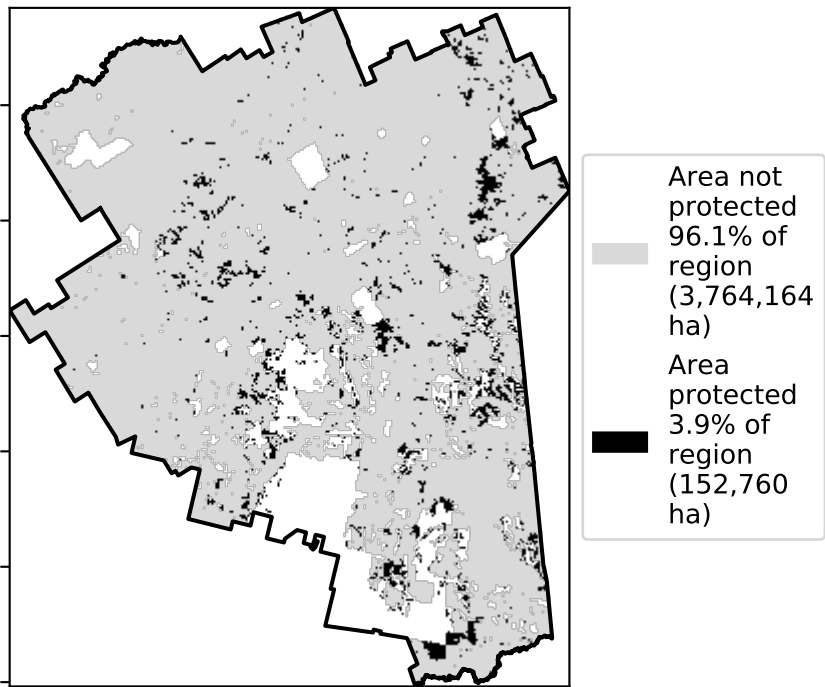 Area not
protected
96.1% of
region
(3,764,164
ha)
Area
protected
3.9% of
region
(152,760
ha)